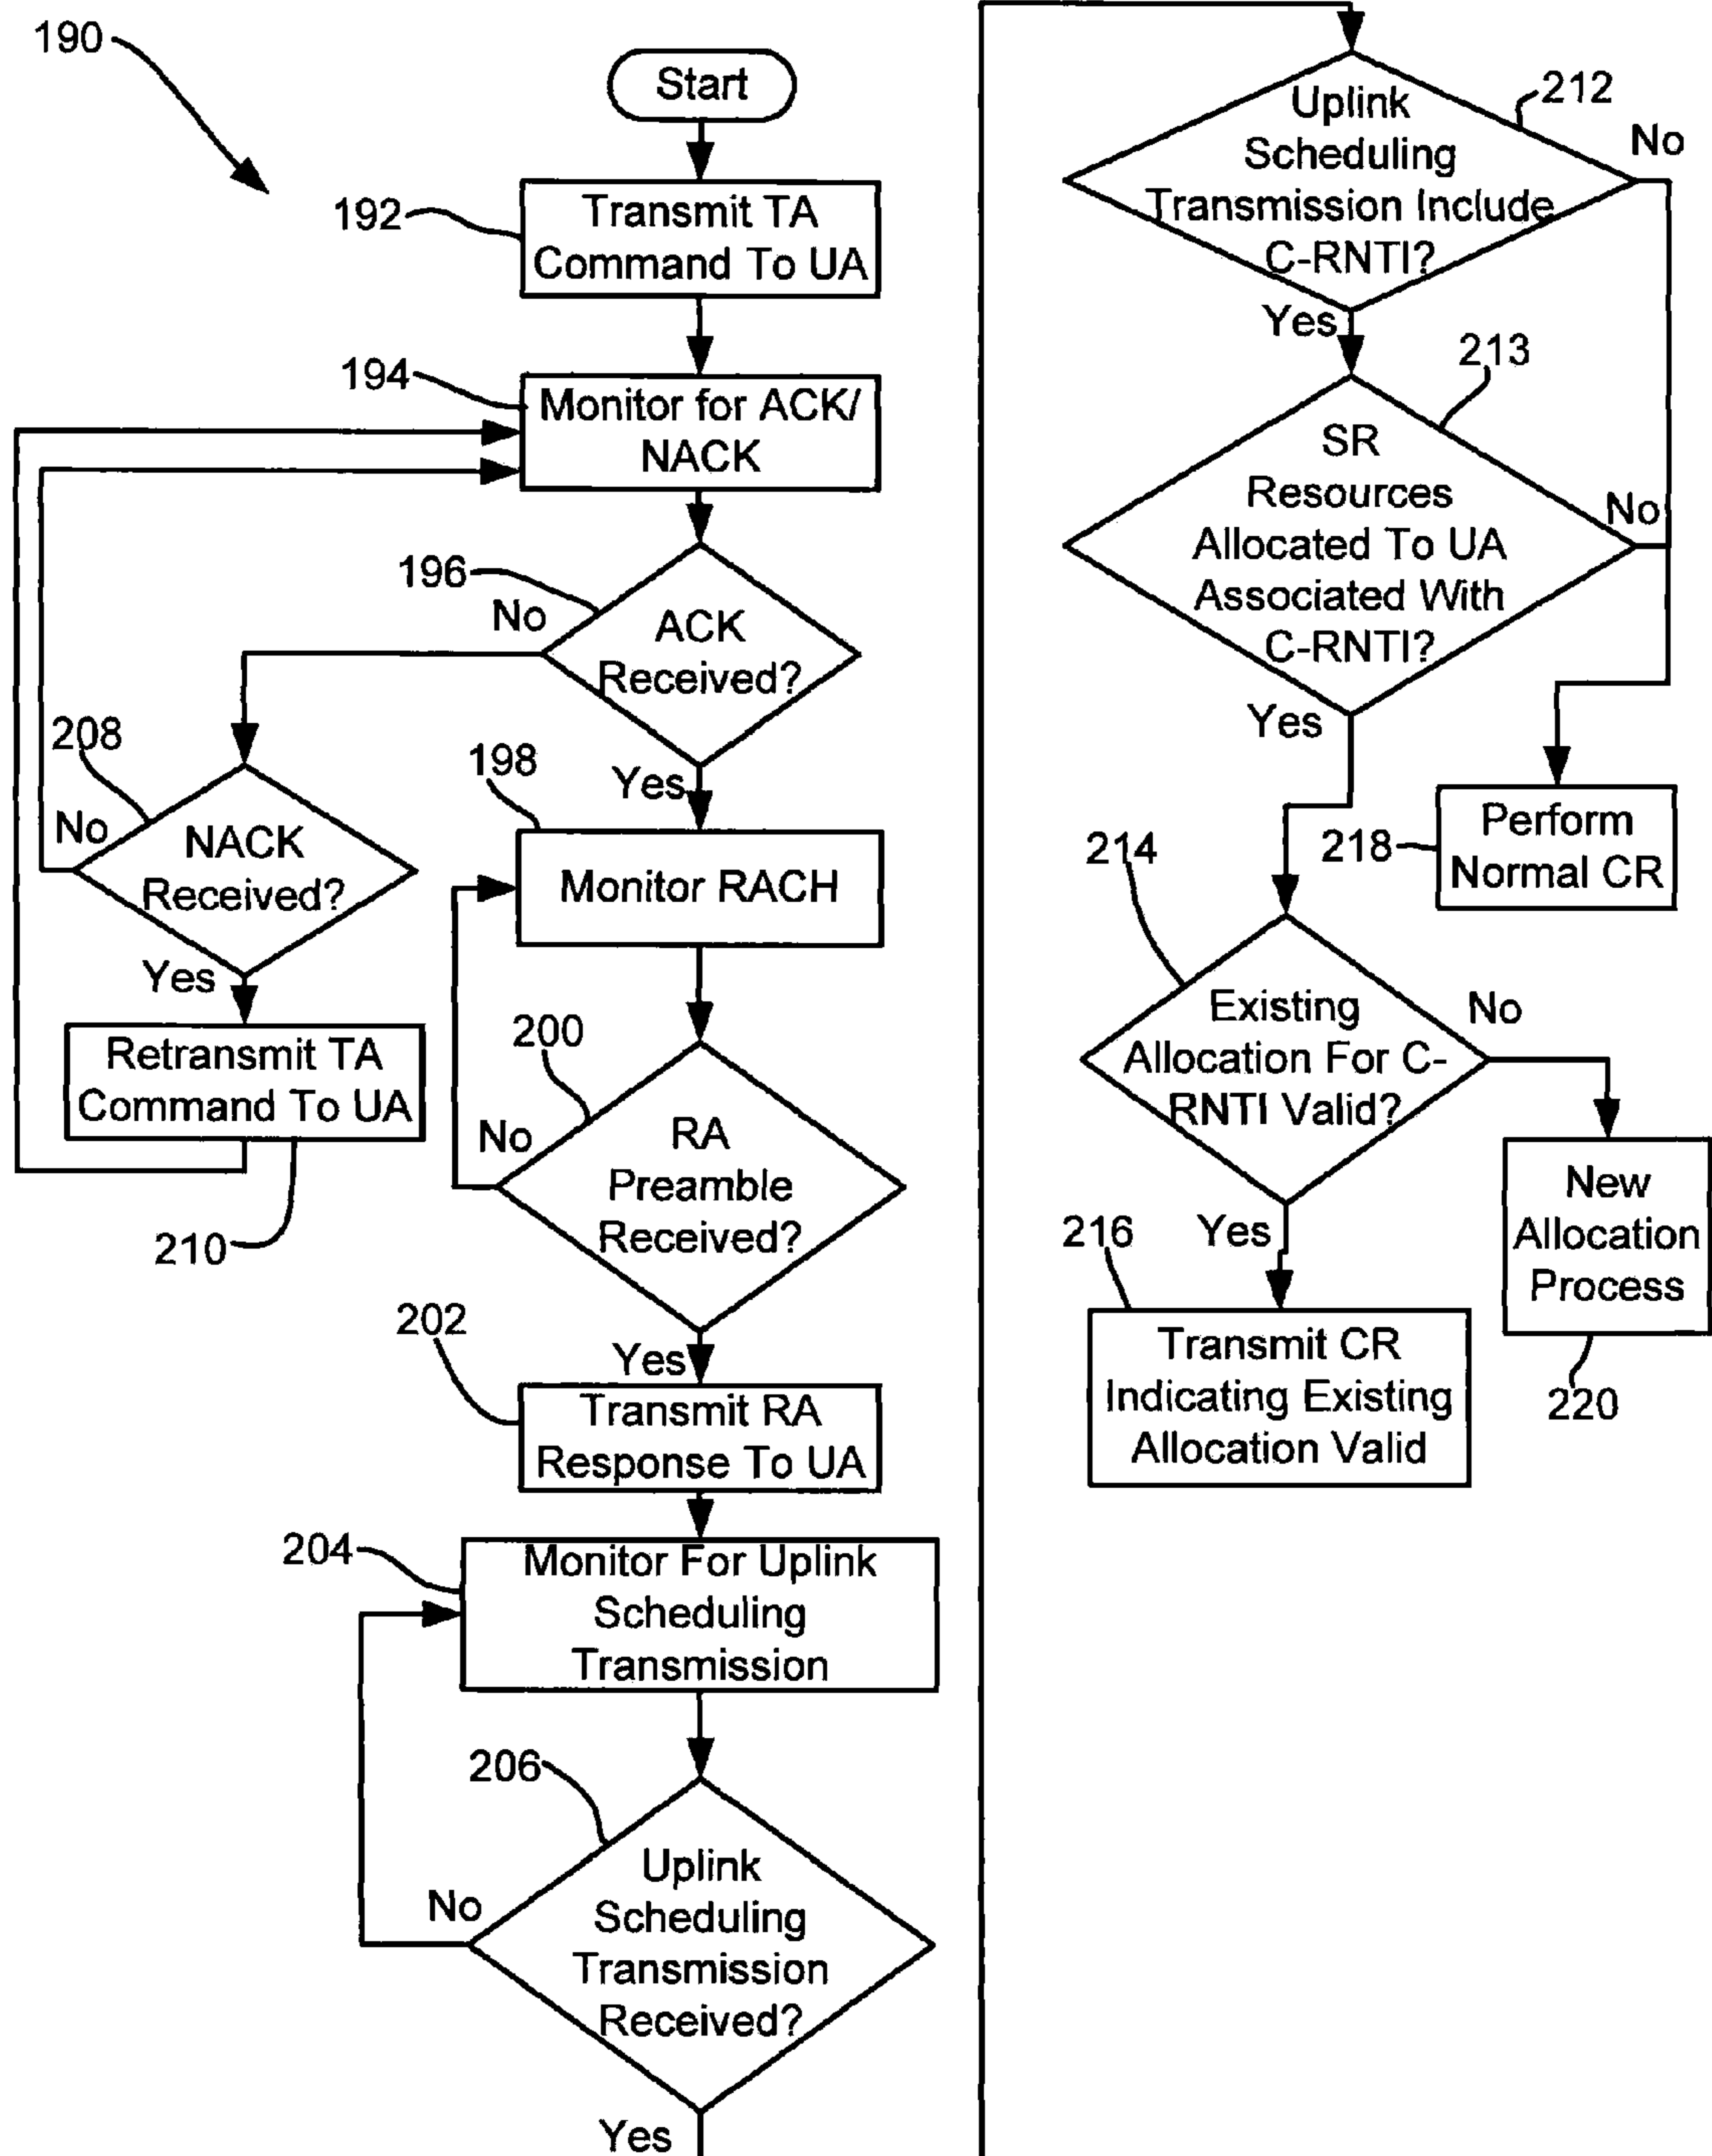 190
Start
192
Transmit TA
Command To UA
194
Monitor for ACK/
NACK
196
No
ACK
Received?
Yes
208
No
NACK
Received?
Yes
Retransmit TA
Command To UA
210
198
Monitor RACH
200
No
RA
Preamble
Received?
Yes
202
Transmit RA
Response To UA
204
Monitor For Uplink
Scheduling
Transmission
206
No
Uplink
Scheduling
Transmission
Received?
Yes
212
Uplink
Scheduling
Transmission Include
C-RNTI?
No
Yes
213
SR
Resources
Allocated To UA
Associated With
C-RNTI?
No
Yes
218
Perform
Normal CR
214
Existing
Allocation For C-
RNTI Valid?
No
Yes
216
Transmit CR
Indicating Existing
Allocation Valid
New
Allocation
Process
220